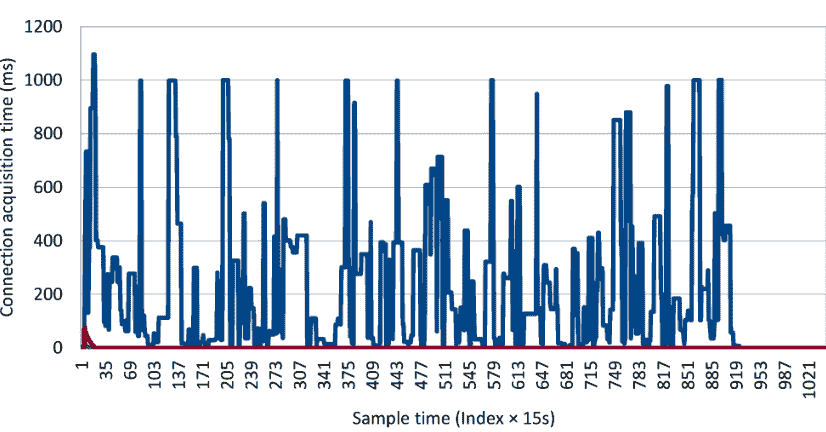 Connection acquisition time (ms)
1200
1000
800
600
400
200
0
1 35 69 103 137 171 205 239 273 307 341 375 409 443 477 511 545 579 613 647 681 715 749 783 817 851 885 919 953 987 1021
Sample time (Index × 15s)